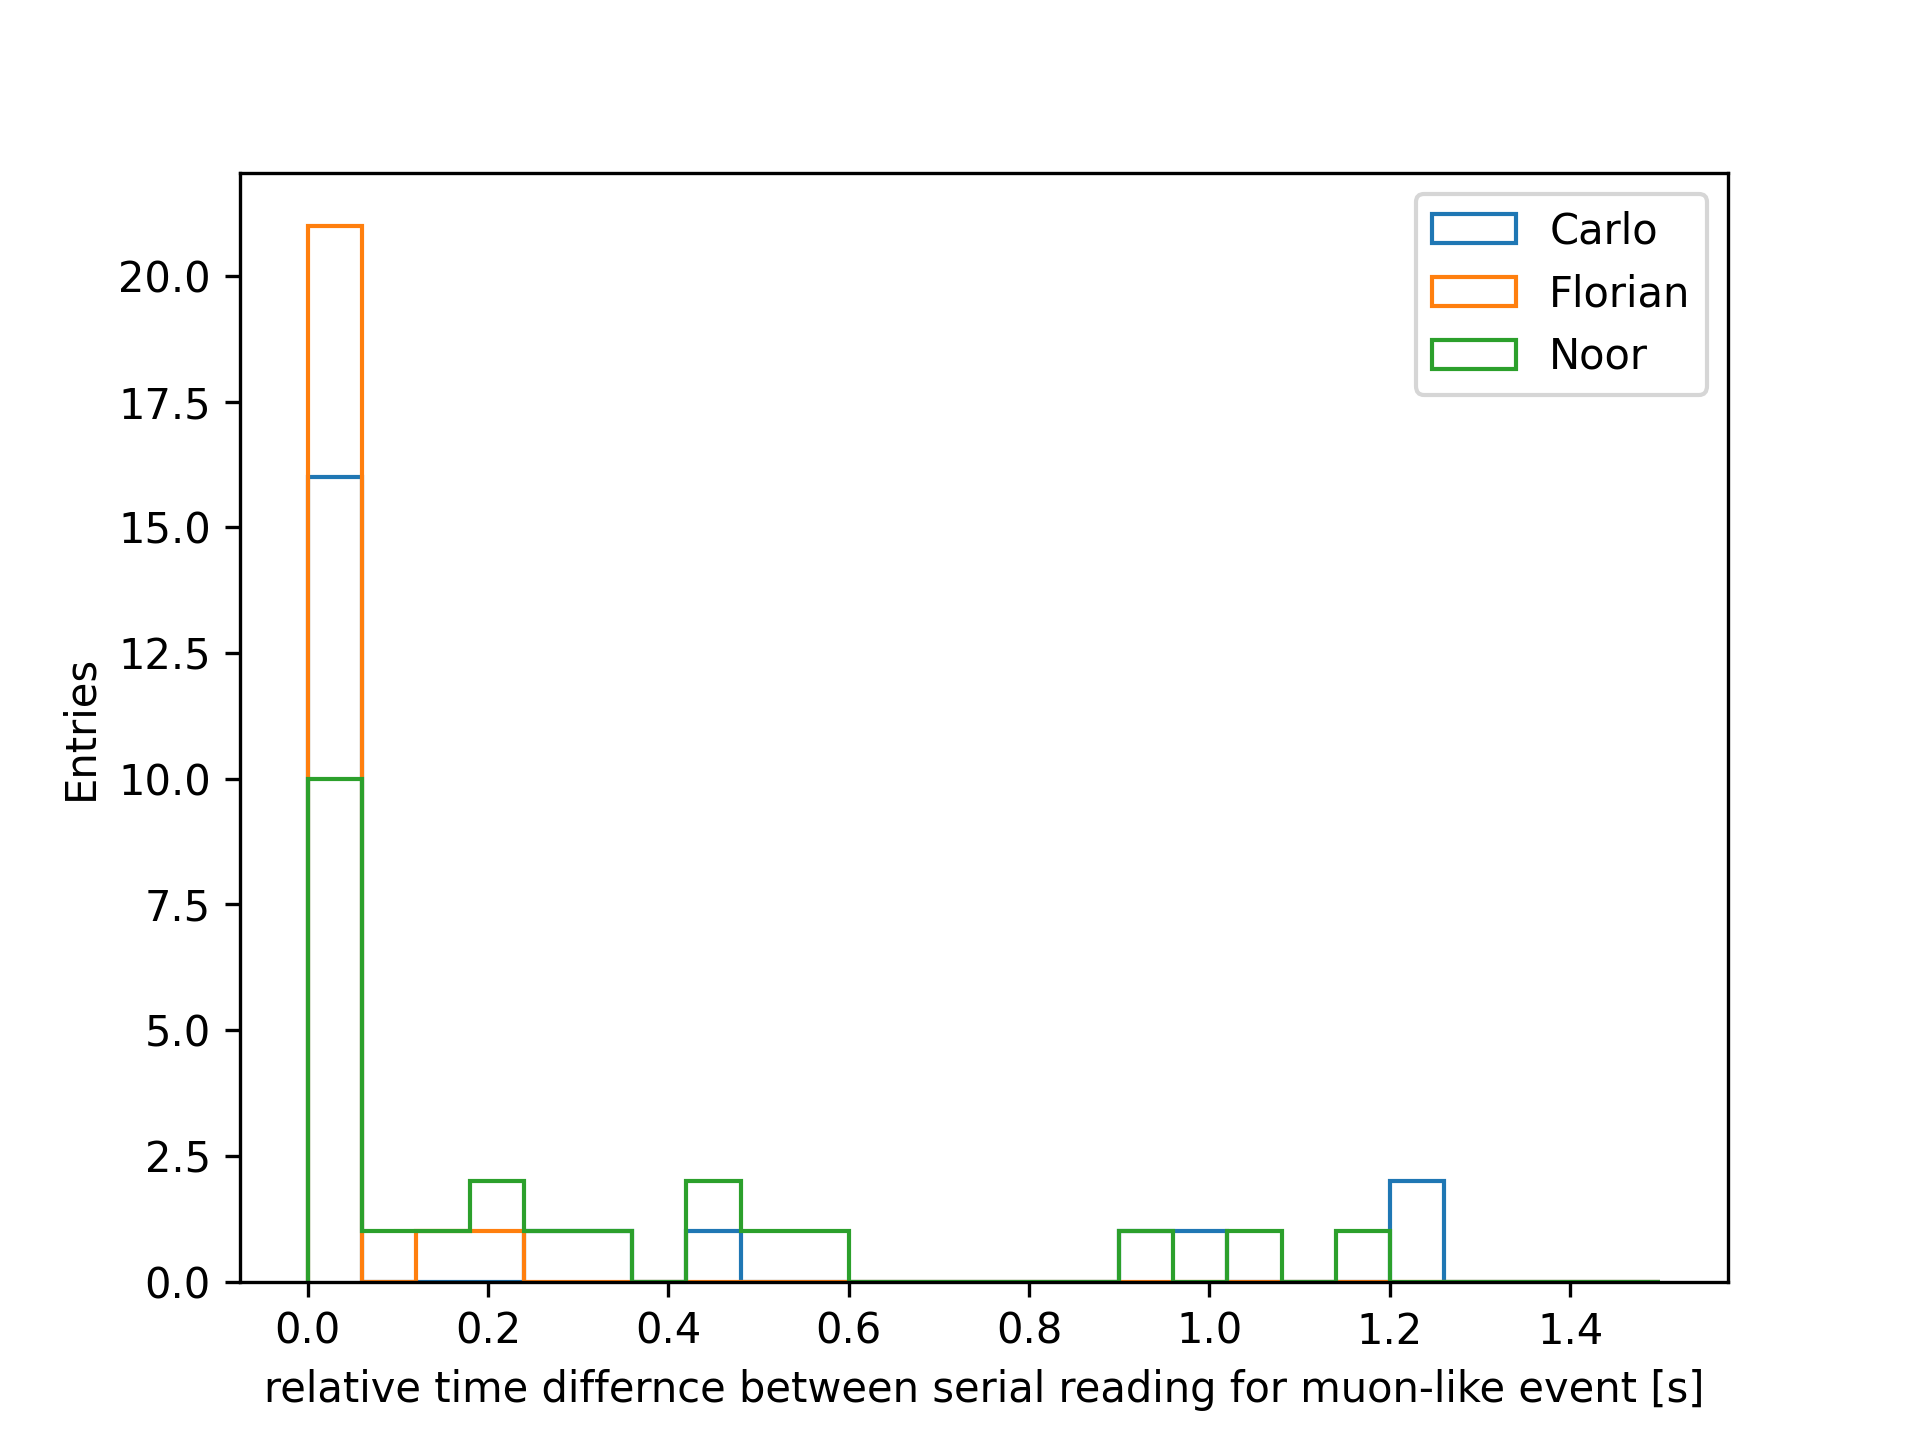 Carlo
Florian
Noor
20.0
17.5
15.0
12.5
10.0
7.5
5.0
2.5
0.0
Entries
0.0 0.2 0.4 0.6 0.8 1.0 1.2 1.4
relative time differnce between serial reading for muon-like event [s]